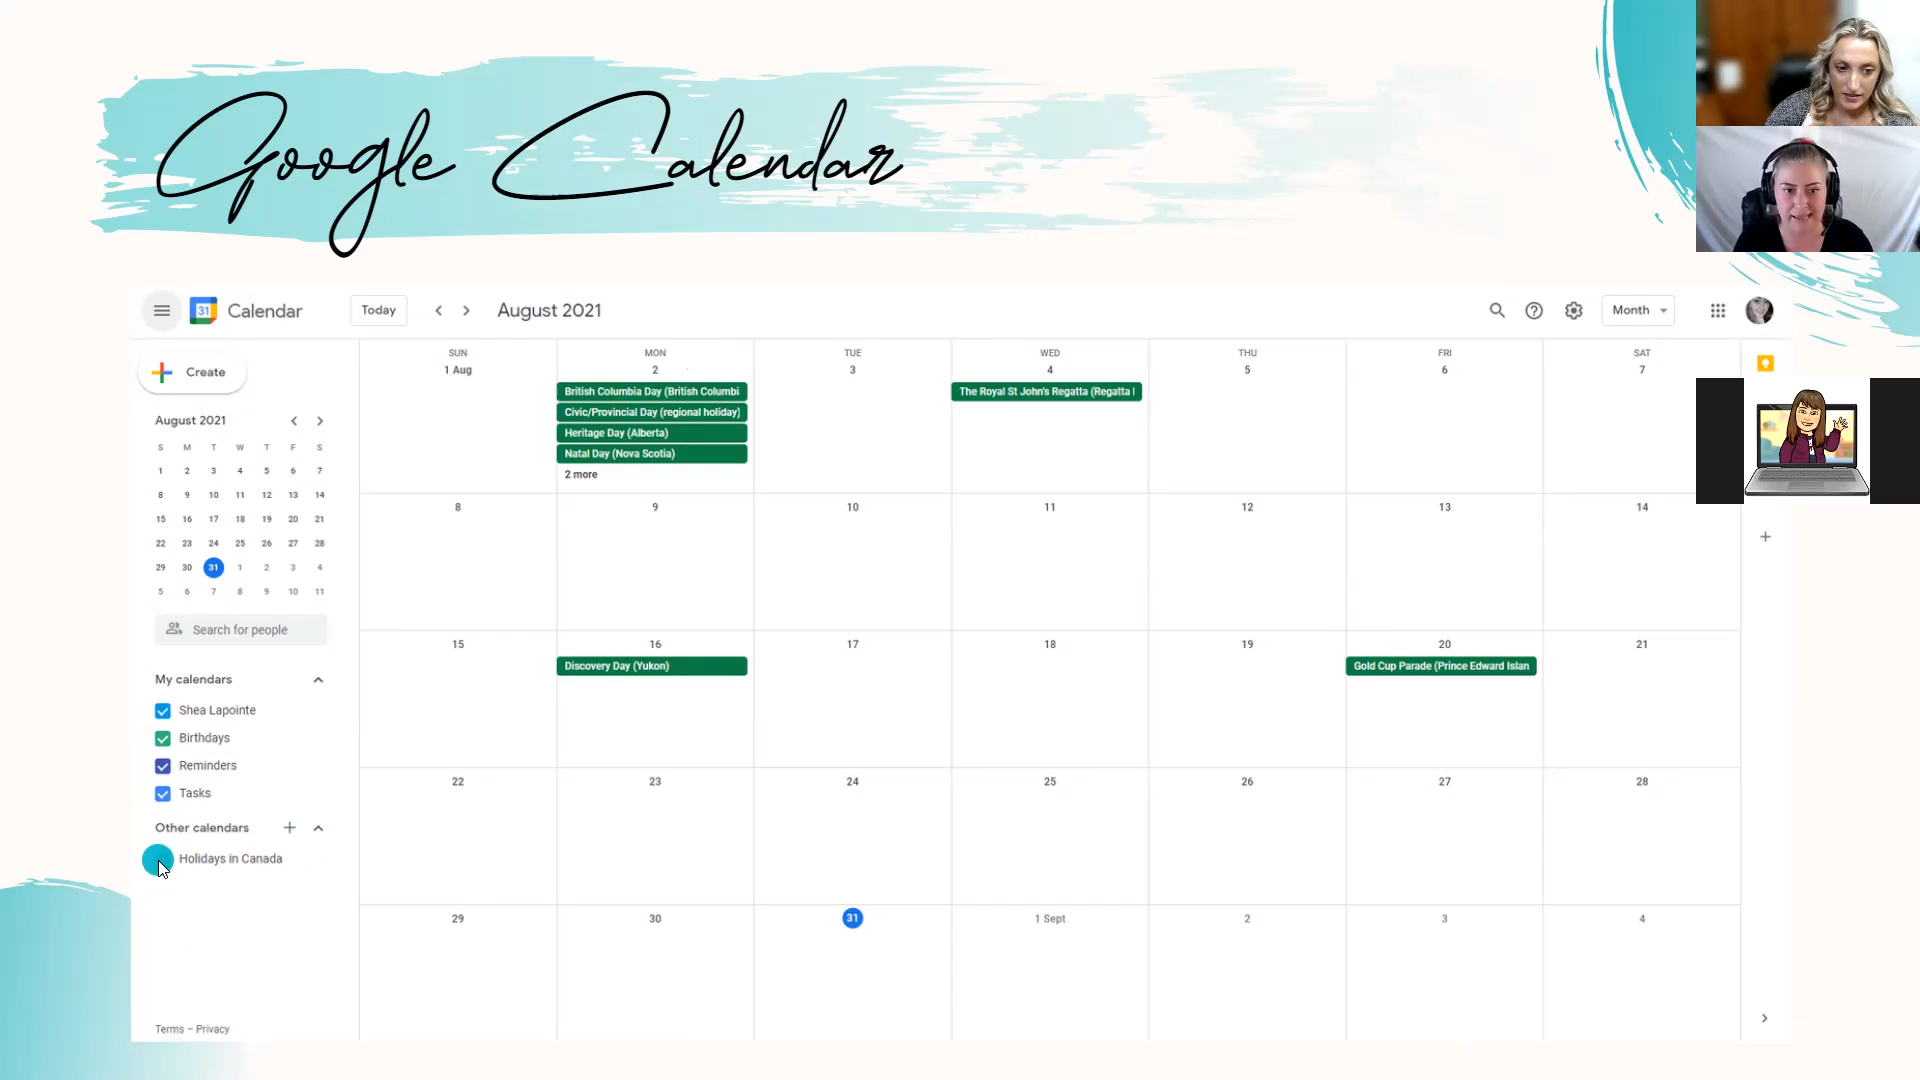 Google Calendar
31 Calendar Today August 2021 Month
Create
August 2021
S M T W T F S
1 2 3 4 5 6 7
8 9 10 11 12 13 14
15 16 17 18 19 20 21
22 23 24 25 26 27 28
29 30 31 1 2 3 4
5 6 7 8 9 10 11
Search for people
My calendars
Shea Lapointe
Birthdays
Reminders
Tasks
Other calendars
Holidays in Canada
Terms – Privacy
SUN MON TUE WED THU FRI SAT
1 Aug 2 3 4 5 6 7
British Columbia Day (British Columbi
The Royal St John's Regatta (Regatta
Civic/Provincial Day (regional holiday)
Heritage Day (Alberta)
Natal Day (Nova Scotia)
2 more
8 9 10 11 12 13 14
15 16 17 18 19 20 21
Discovery Day (Yukon)
Gold Cup Parade (Prince Edward Islan
22 23 24 25 26 27 28
29 30 31 1 Sept 2 3 4